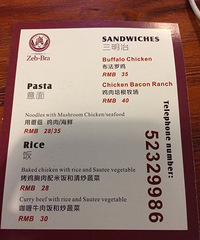 Zeb-Bra
SANDWICHES
三明治
Buffalo Chicken
布法罗鸡
RMB 35
Chicken Bacon Ranch
鸡肉培根牧场
RMB 40
Pasta
意面
Noodles with Mushroom Chicken/seafood
用蘑菇 鸡肉/海鲜
RMB 28/35
Rice
饭
Baked chicken with rice and Sautee vegetable
烤鸡胸肉配米饭和清炒蔬菜
RMB 28
Curry beef with rice and Sautee vegetable
咖喱牛肉饭和炒蔬菜
RMB 30
Telephone number:
52329986